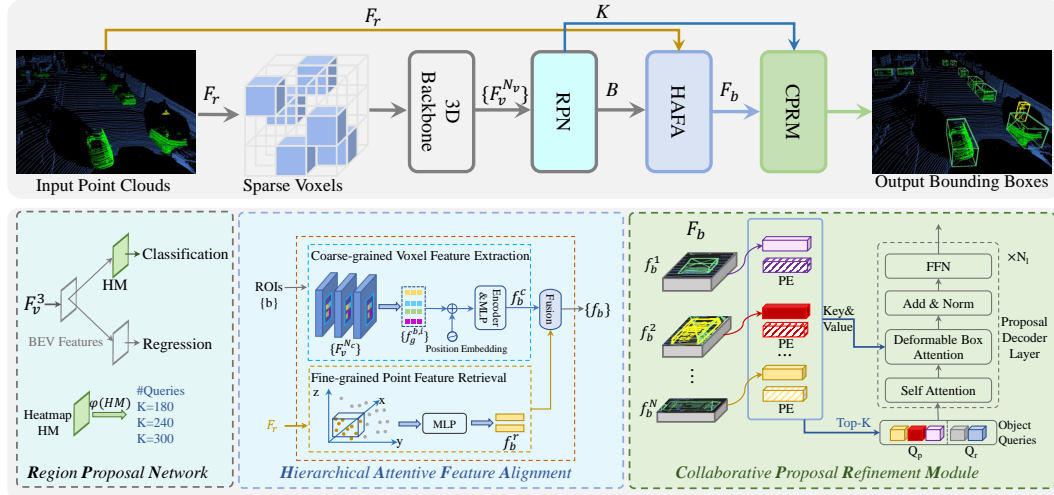 F_r
K
F_r
3D Backbone
{F_v^{N_v}}
RPN
B
HAFA
F_b
CPRM
Input Point Clouds
Sparse Voxels
Output Bounding Boxes
F_v^3
HM
Classification
BEV Features
Regression
Heatmap
HM
φ(HM)
#Queries
K=180
K=240
K=300
Region Proposal Network
Coarse-grained Voxel Feature Extraction
ROIs
{b}
{F_v^{N_c}}
{f_g^{b,i}}
Position Embedding
Encoder
&MLP
f_b^c
Fusion
{f_b}
Fine-grained Point Feature Retrieval
F_r
z
x
y
MLP
f_b^r
Hierarchical Attentive Feature Alignment
F_b
f_b^1
PE
f_b^2
PE
...
⋮
f_b^N
PE
Key&
Value
Top-K
FFN
×N_l
Add & Norm
Deformable Box
Attention
Self Attention
Proposal
Decoder
Layer
Object
Queries
Q_p
Q_r
Collaborative Proposal Refinement Module